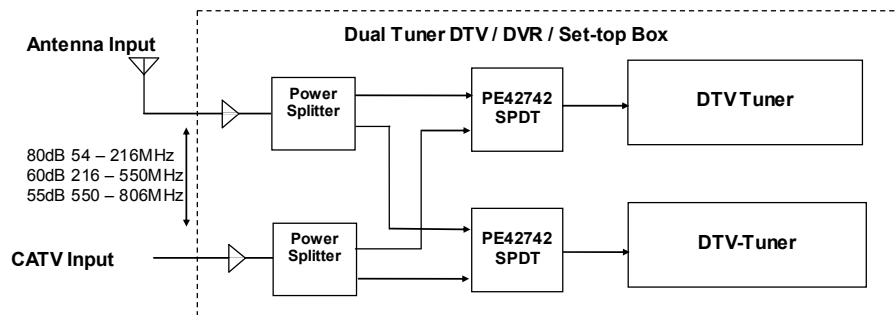 Dual Tuner DTV / DVR / Set-top Box
Antenna Input
Power
Splitter
PE42742
SPDT
DTV Tuner
80dB 54 – 216MHz
60dB 216 – 550MHz
55dB 550 – 806MHz
CATV Input
Power
Splitter
PE42742
SPDT
DTV-Tuner